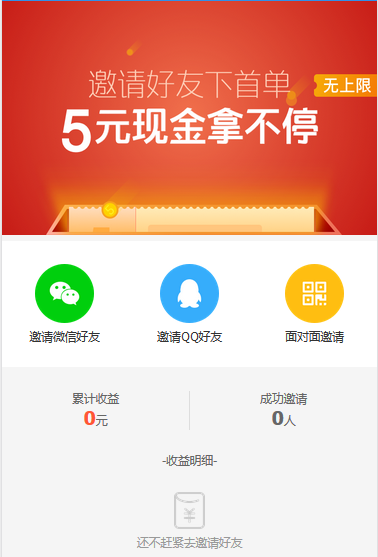 邀请好友下首单
无上限
5元现金拿不停
邀请微信好友
邀请QQ好友
面对面邀请
累计收益
成功邀请
0元
0人
-收益明细-
¥
还不赶紧去邀请好友